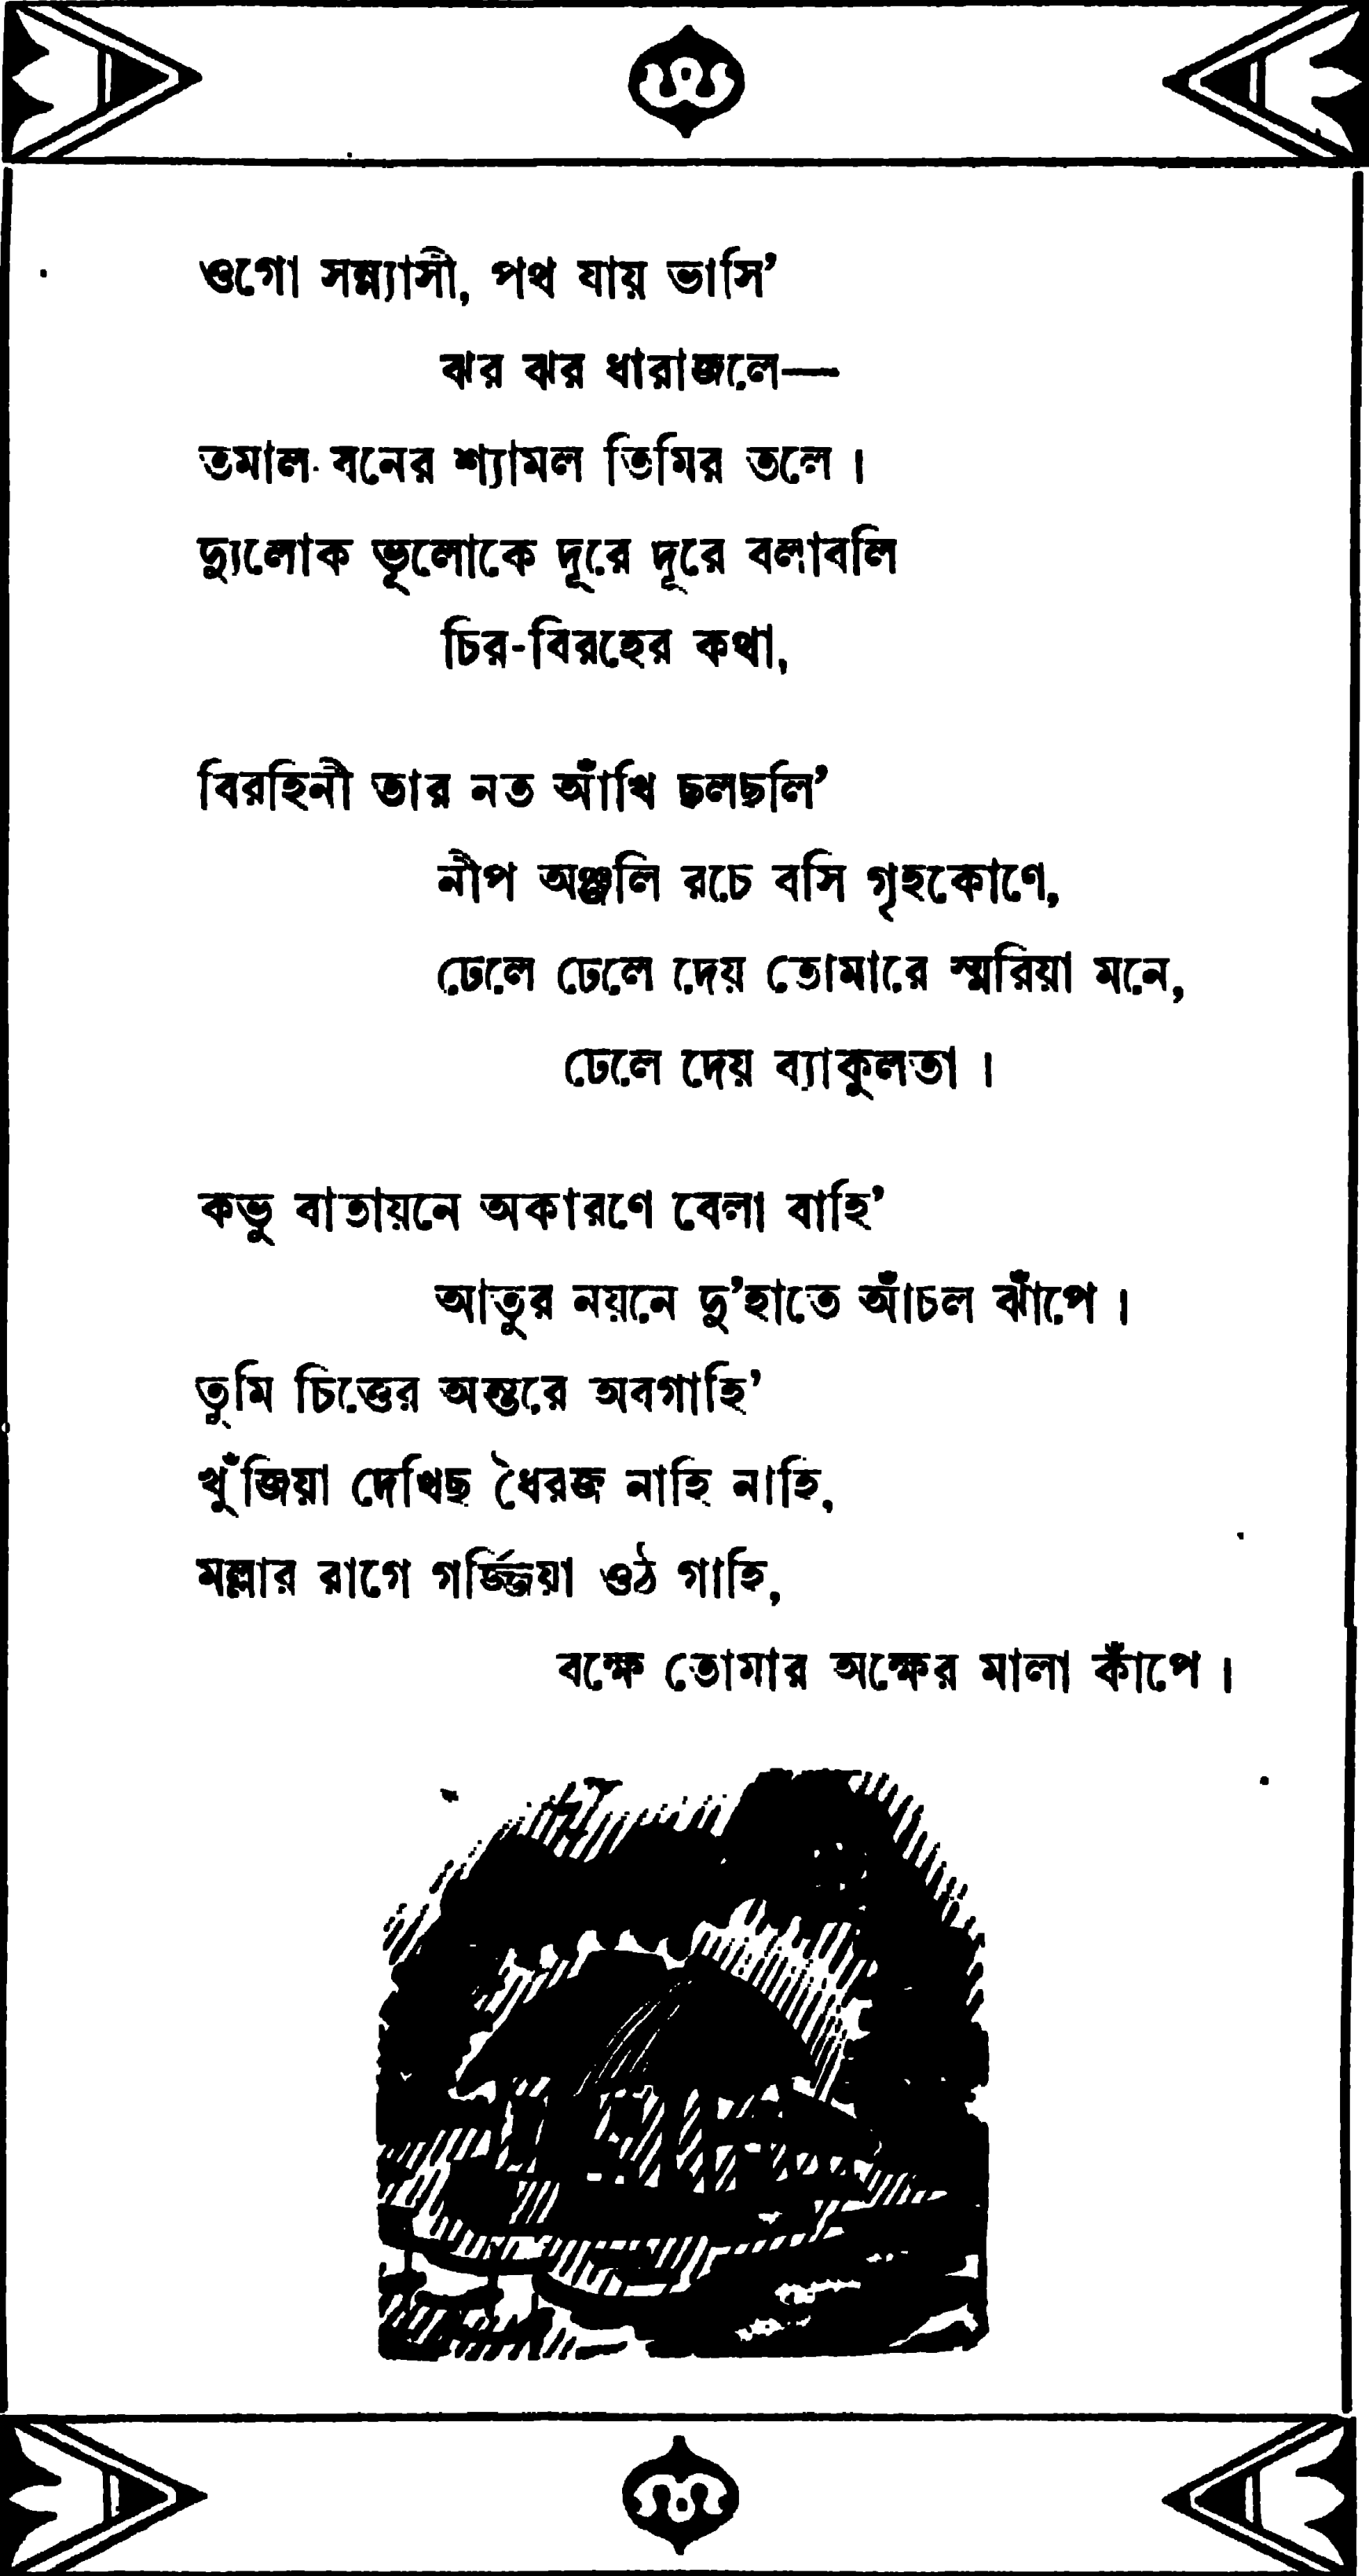 ওগো সন্ন্যাসী, পথ যায় ভাসি’
ঝর ঝর ধারাজলে—
তমাল বনের শ্যামল তিমির তলে ।
দ্যুলোক ভূলোকে দূরে দূরে বলাবলি
চির-বিরহের কথা,
বিরহিনী তার নত আঁখি ছলছলি’
নীপ অঞ্জলি রচে বসি গৃহকোণে,
ঢেলে ঢেলে দেয় তোমারে স্মরিয়া মনে,
ঢেলে দেয় ব্যাকুলতা ।
কভু বাতায়নে অকারণে বেলা বাহি’
আতুর নয়নে দু’হাতে আঁচল ঝাঁপে ।
তুমি চিত্তের অন্তরে অবগাহি’
খুঁজিয়া দেখিছ ধৈরজ নাহি নাহি,
মল্লার রাগে গর্জ্জিয়া ওঠ গাহি,
বক্ষে তোমার অক্ষের মালা কাঁপে ।